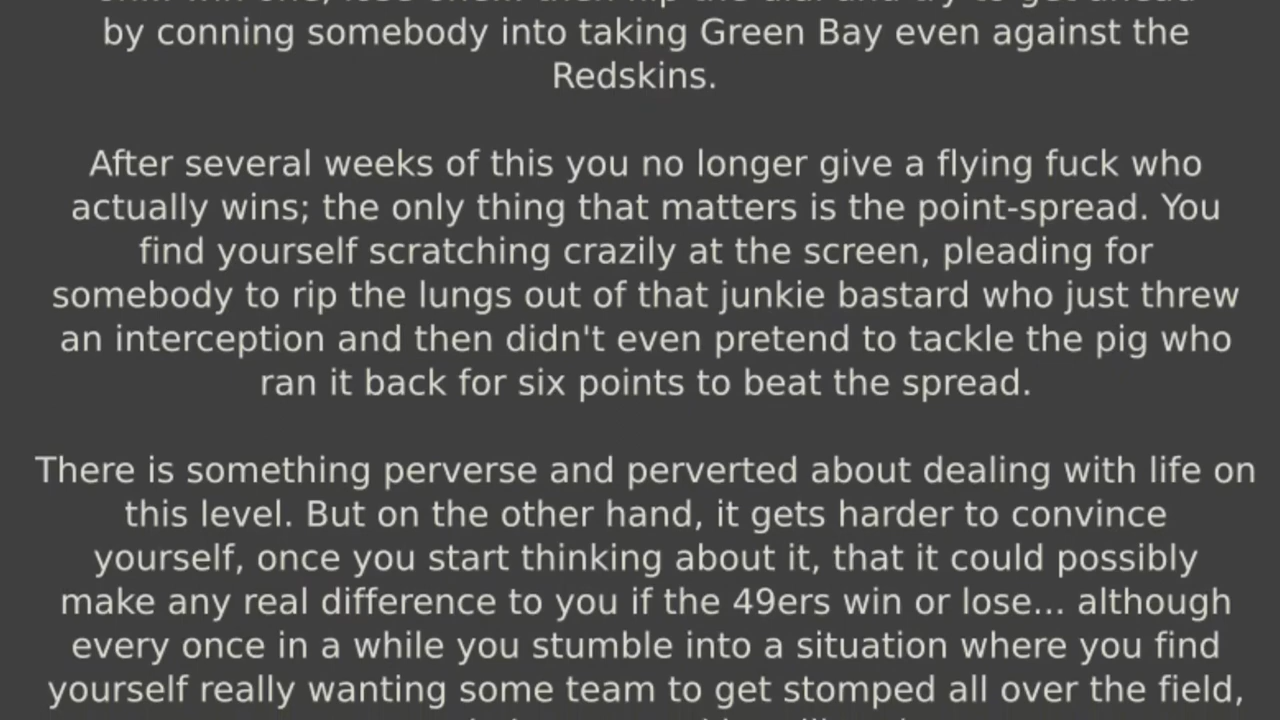 by conning somebody into taking Green Bay even against the
Redskins.
After several weeks of this you no longer give a flying fuck who
actually wins; the only thing that matters is the point-spread. You
find yourself scratching crazily at the screen, pleading for
somebody to rip the lungs out of that junkie bastard who just threw
an interception and then didn't even pretend to tackle the pig who
ran it back for six points to beat the spread.
There is something perverse and perverted about dealing with life on
this level. But on the other hand, it gets harder to convince
yourself, once you start thinking about it, that it could possibly
make any real difference to you if the 49ers win or lose... although
every once in a while you stumble into a situation where you find
yourself really wanting some team to get stomped all over the field,